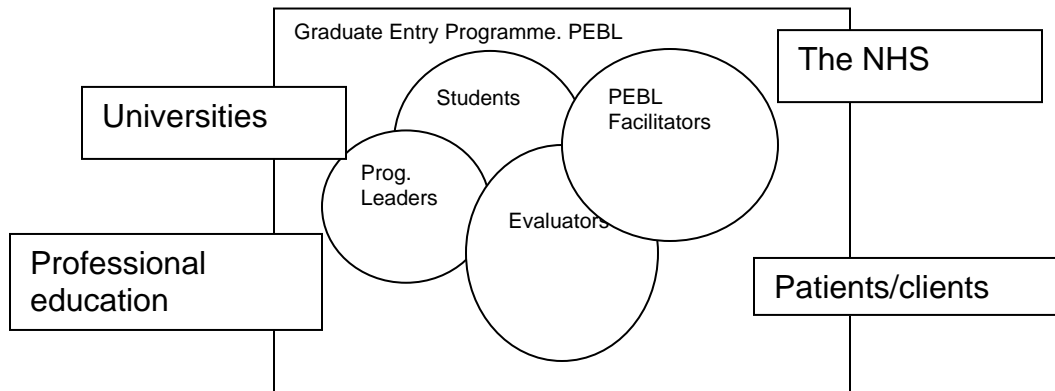 Graduate Entry Programme. PEBL
The NHS
Students
PEBL
Facilitators
Universities
Prog.
Leaders
Evaluators
Professional
education
Patients/clients